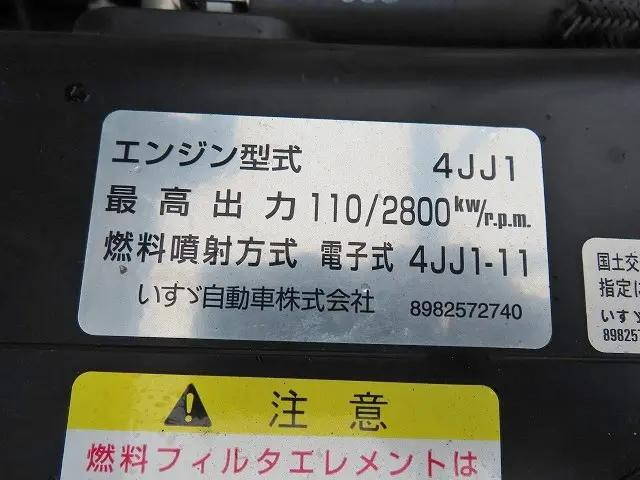 エンジン型式 4JJ1
最高出力 110/2800kw/r.p.m.
燃料噴射方式 電子式 4JJ1-11
いすゞ自動車株式会社 8982572740
国土交
指定に
いすゞ
89825
⚠ 注意
燃料フィルタエレメントは